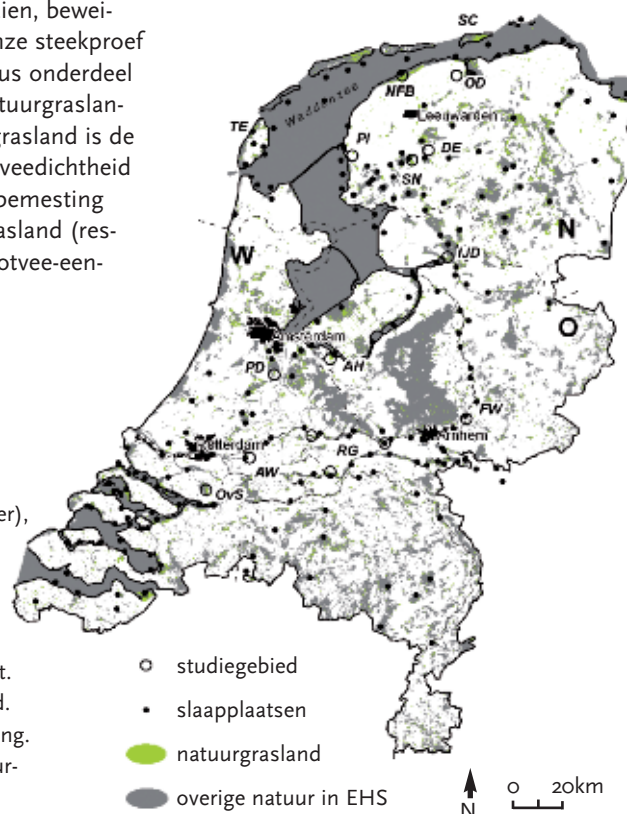 ien, bewei-
nze steekproef
us onderdeel
tuurgraslan-
grasland is de
veedichtheid
bemesting
asland (res-
otvee-een-
er),
t.
d.
ng.
ur-
SC
NFB
OD
Waddenzee
Leeuwarden
TE
PI
DE
SN
N
W
IJD
O
Amsterdam
PD
AH
FW
Rotterdam
Arnhem
RG
AW
OvS
studiegebied
slaapplaatsen
natuurgrasland
overige natuur in EHS
N
0 20km